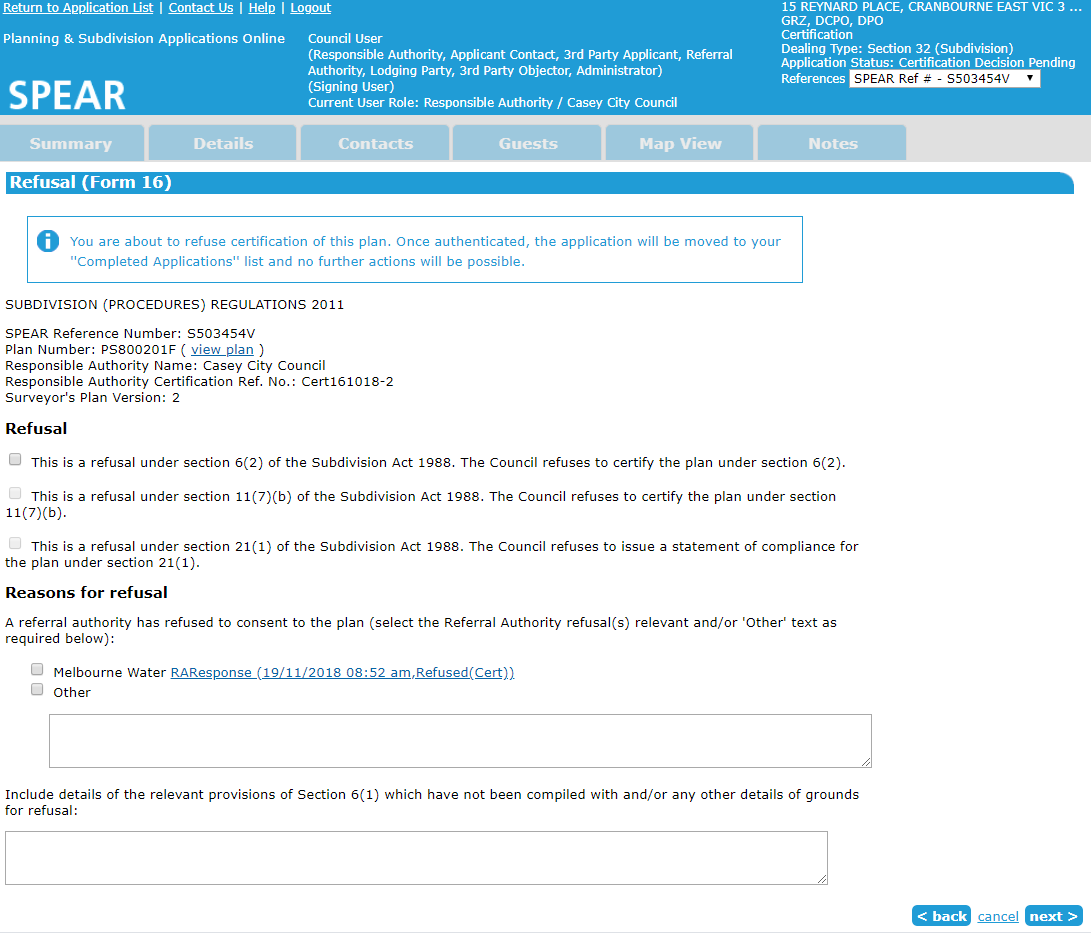 Return to Application List | Contact Us | Help | Logout
Planning & Subdivision Applications Online
SPEAR
Council User
(Responsible Authority, Applicant Contact, 3rd Party Applicant, Referral
Authority, Lodging Party, 3rd Party Objector, Administrator)
(Signing User)
Current User Role: Responsible Authority / Casey City Council
15 REYNARD PLACE, CRANBOURNE EAST VIC 3 ...
GRZ, DCPO, DPO
Certification
Dealing Type: Section 32 (Subdivision)
Application Status: Certification Decision Pending
References SPEAR Ref # - S503454V
Summary Details Contacts Guests Map View Notes
Refusal (Form 16)
You are about to refuse certification of this plan. Once authenticated, the application will be moved to your
"Completed Applications" list and no further actions will be possible.
SUBDIVISION (PROCEDURES) REGULATIONS 2011
SPEAR Reference Number: S503454V
Plan Number: PS800201F ( view plan )
Responsible Authority Name: Casey City Council
Responsible Authority Certification Ref. No.: Cert161018-2
Surveyor's Plan Version: 2
Refusal
This is a refusal under section 6(2) of the Subdivision Act 1988. The Council refuses to certify the plan under section 6(2).
This is a refusal under section 11(7)(b) of the Subdivision Act 1988. The Council refuses to certify the plan under section
11(7)(b).
This is a refusal under section 21(1) of the Subdivision Act 1988. The Council refuses to issue a statement of compliance for
the plan under section 21(1).
Reasons for refusal
A referral authority has refused to consent to the plan (select the Referral Authority refusal(s) relevant and/or 'Other' text as
required below):
Melbourne Water RAResponse (19/11/2018 08:52 am,Refused(Cert))
Other
Include details of the relevant provisions of Section 6(1) which have not been compiled with and/or any other details of grounds
for refusal:
< back cancel next >